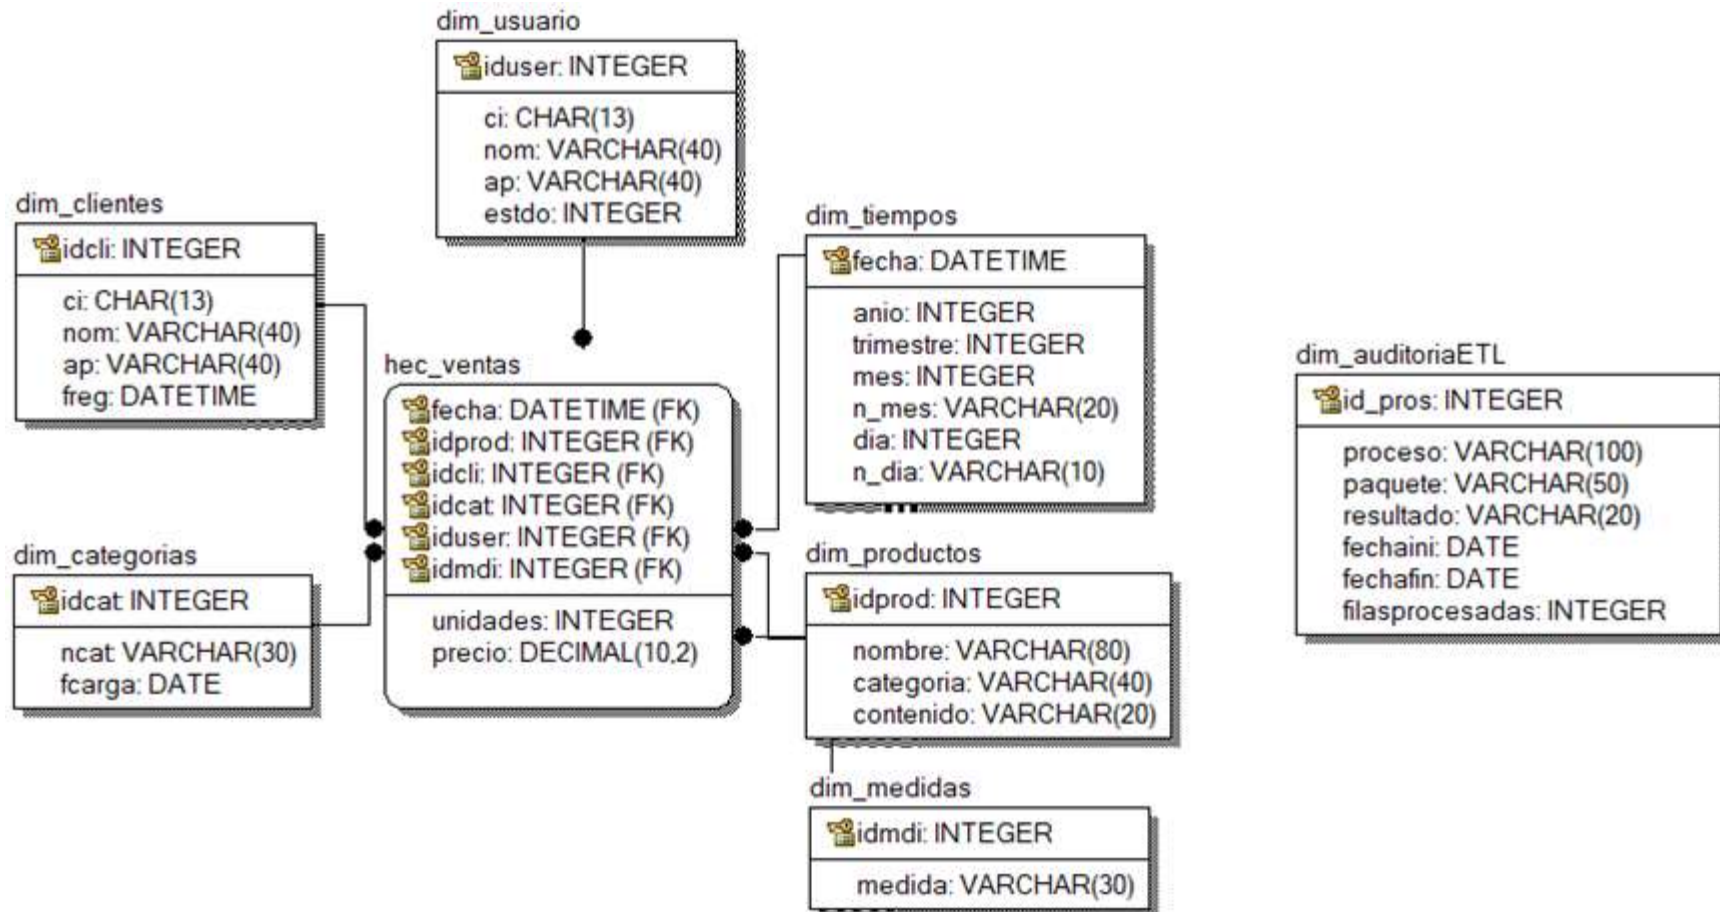 dim_usuario
iduser: INTEGER
ci: CHAR(13)
nom: VARCHAR(40)
ap: VARCHAR(40)
estdo: INTEGER
dim_clientes
idcli: INTEGER
ci: CHAR(13)
nom: VARCHAR(40)
ap: VARCHAR(40)
freg: DATETIME
hec_ventas
fecha: DATETIME (FK)
idprod: INTEGER (FK)
idcli: INTEGER (FK)
idcat: INTEGER (FK)
iduser: INTEGER (FK)
idmdi: INTEGER (FK)
unidades: INTEGER
precio: DECIMAL(10,2)
dim_tiempos
fecha: DATETIME
anio: INTEGER
trimestre: INTEGER
mes: INTEGER
n_mes: VARCHAR(20)
dia: INTEGER
n_dia: VARCHAR(10)
dim_auditoriaETL
id_pros: INTEGER
proceso: VARCHAR(100)
paquete: VARCHAR(50)
resultado: VARCHAR(20)
fechaini: DATE
fechafin: DATE
filasprocesadas: INTEGER
dim_categorias
idcat: INTEGER
ncat: VARCHAR(30)
fcarga: DATE
dim_productos
idprod: INTEGER
nombre: VARCHAR(80)
categoria: VARCHAR(40)
contenido: VARCHAR(20)
dim_medidas
idmdi: INTEGER
medida: VARCHAR(30)